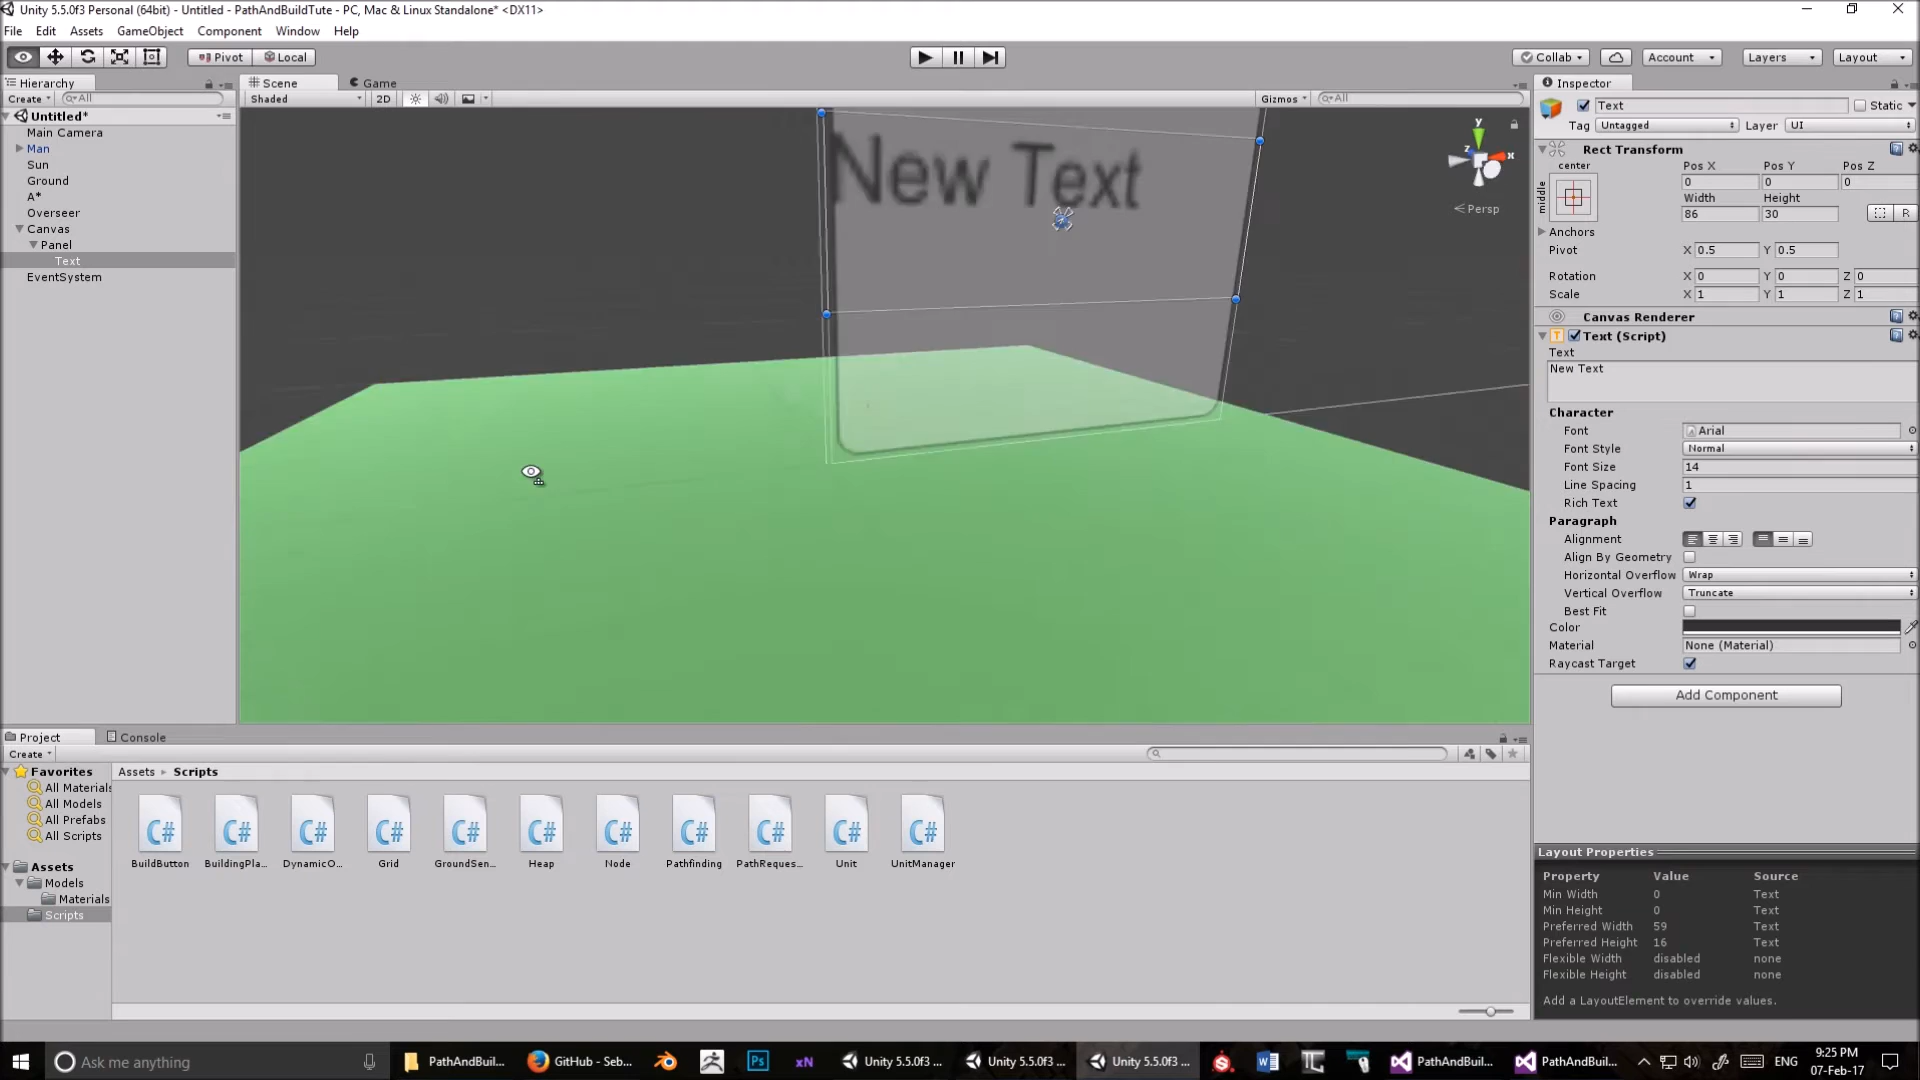 Unity 5.5.0f3 Personal (64bit) - Untitled - PathAndBuildTute - PC, Mac & Linux Standalone* <DX11>
File Edit Assets GameObject Component Window Help
Pivot Local Collab Account Layers Layout
Hierarchy
Create All
Untitled*
Main Camera
Man
Sun
Ground
A*
Overseer
Canvas
Panel
Text
EventSystem
Scene Game
Shaded 2D Gizmos All
New Text
y
x
z
Persp
Inspector
Text Static
Tag Untagged Layer UI
Rect Transform
center
middle
Pos X Pos Y Pos Z
0 0 0
Width Height
86 30 R
Anchors
Pivot X 0.5 Y 0.5
Rotation X 0 Y 0 Z 0
Scale X 1 Y 1 Z 1
Canvas Renderer
Text (Script)
Text
New Text
Character
Font Arial
Font Style Normal
Font Size 14
Line Spacing 1
Rich Text
Paragraph
Alignment
Align By Geometry
Horizontal Overflow Wrap
Vertical Overflow Truncate
Best Fit
Color
Material None (Material)
Raycast Target
Add Component
Layout Properties
Property Value Source
Min Width 0 Text
Min Height 0 Text
Preferred Width 59 Text
Preferred Height 16 Text
Flexible Width disabled none
Flexible Height disabled none
Add a LayoutElement to override values.
Project Console
Create
Favorites
All Materials
All Models
All Prefabs
All Scripts
Assets
Models
Materials
Scripts
Assets Scripts
C# C# C# C# C# C# C# C# C# C# C#
BuildButton BuildingPla... DynamicO... Grid GroundSen... Heap Node Pathfinding PathReques... Unit UnitManager
Ask me anything PathAndBuil... GitHub - Seb... Ps xN Unity 5.5.0f3 ... Unity 5.5.0f3 ... Unity 5.5.0f3 ... PathAndBuil... PathAndBuil... ENG
9:25 PM
07-Feb-17